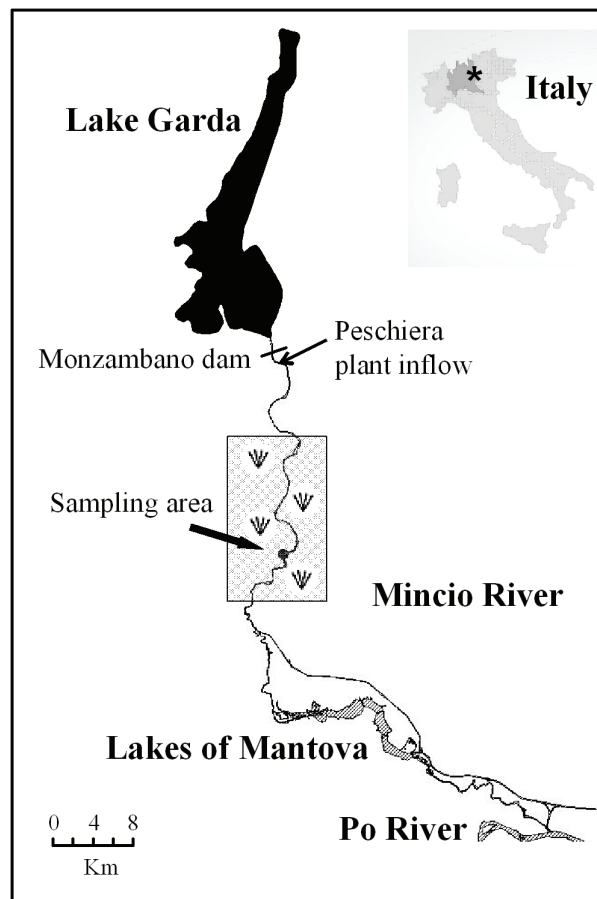 Lake Garda
*
Italy
Monzambano dam
Peschiera
plant inflow
Sampling area
Mincio River
Lakes of Mantova
Po River
0 4 8
Km